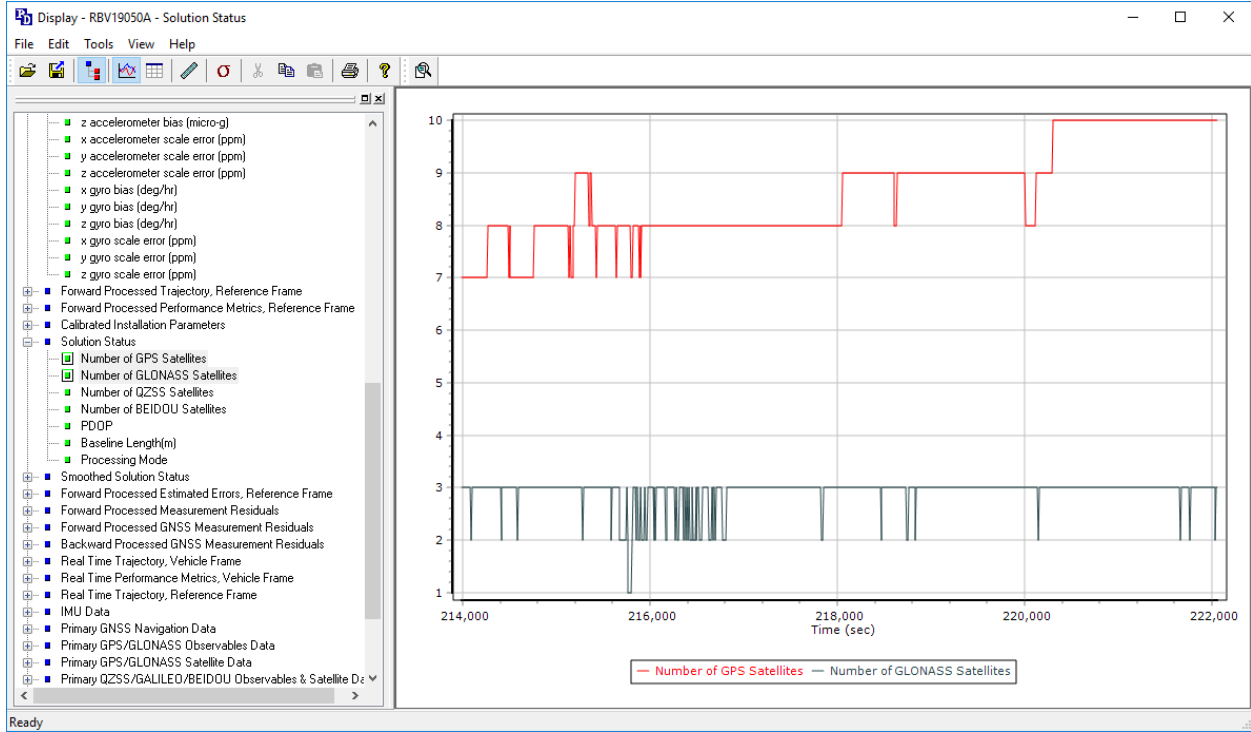 Display - RBV19050A - Solution Status
File Edit Tools View Help
σ
?
z accelerometer bias (micro-g)
x accelerometer scale error (ppm)
y accelerometer scale error (ppm)
z accelerometer scale error (ppm)
x gyro bias (deg/hr)
y gyro bias (deg/hr)
z gyro bias (deg/hr)
x gyro scale error (ppm)
y gyro scale error (ppm)
z gyro scale error (ppm)
Forward Processed Trajectory, Reference Frame
Forward Processed Performance Metrics, Reference Frame
Calibrated Installation Parameters
Solution Status
Number of GPS Satellites
Number of GLONASS Satellites
Number of QZSS Satellites
Number of BEIDOU Satellites
PDOP
Baseline Length(m)
Processing Mode
Smoothed Solution Status
Forward Processed Estimated Errors, Reference Frame
Forward Processed Measurement Residuals
Forward Processed GNSS Measurement Residuals
Backward Processed GNSS Measurement Residuals
Real Time Trajectory, Vehicle Frame
Real Time Performance Metrics, Vehicle Frame
Real Time Trajectory, Reference Frame
IMU Data
Primary GNSS Navigation Data
Primary GPS/GLONASS Observables Data
Primary GPS/GLONASS Satellite Data
Primary QZSS/GALILEO/BEIDOU Observables & Satellite Da
10
9
8
7
6
5
4
3
2
1
214,000 216,000 218,000 220,000 222,000
Time (sec)
Number of GPS Satellites Number of GLONASS Satellites
Ready